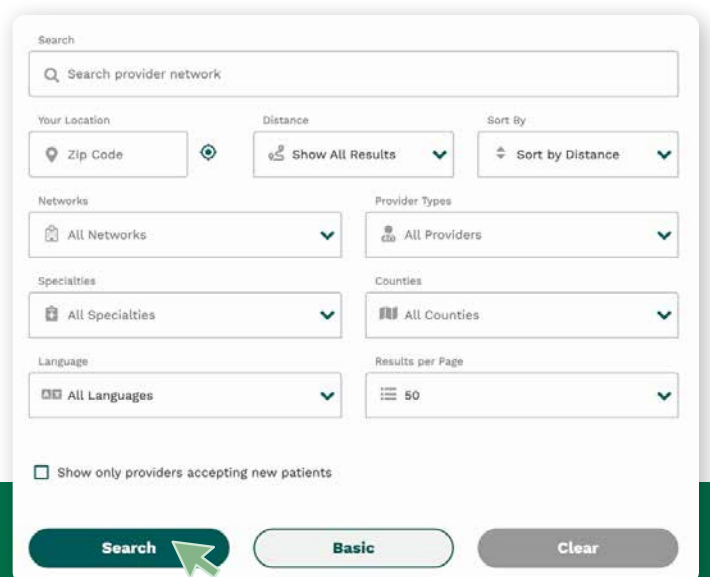 Search
Search provider network
Your Location
Distance
Sort By
Zip Code
Show All Results
Sort by Distance
Networks
Provider Types
All Networks
All Providers
Specialties
Counties
All Specialties
All Counties
Language
Results per Page
All Languages
50
Show only providers accepting new patients
Search
Basic
Clear